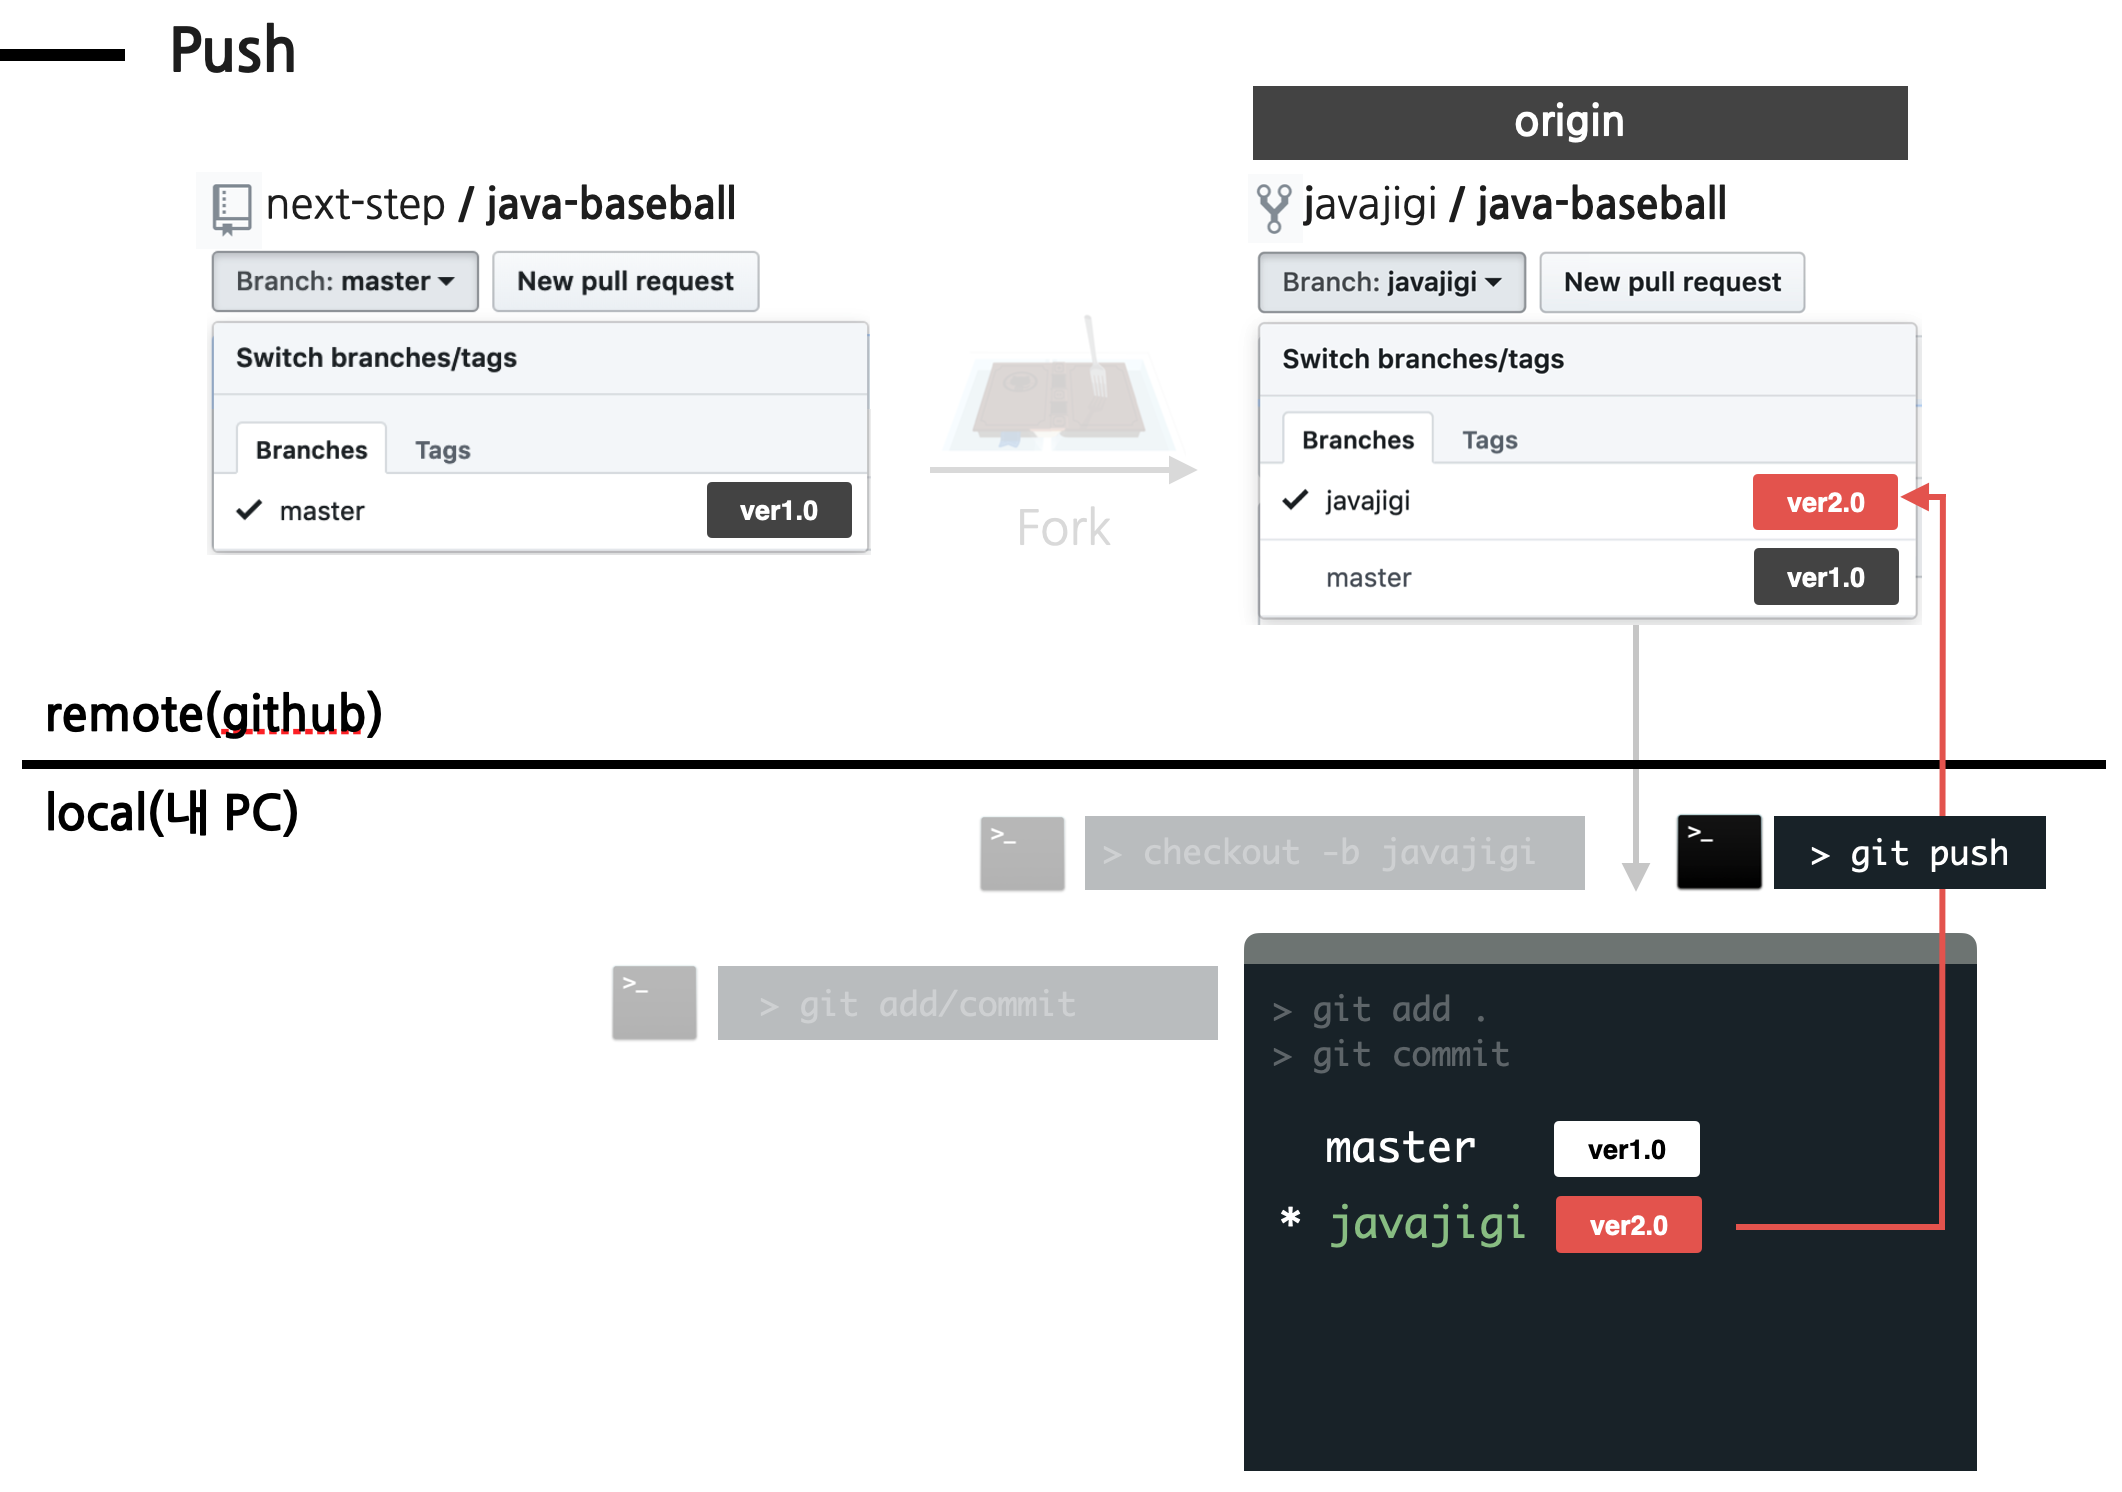 Push
origin
next-step / java-baseball
Branch: master
New pull request
Switch branches/tags
Branches
Tags
master
ver1.0
Fork
javajigi / java-baseball
Branch: javajigi
New pull request
Switch branches/tags
Branches
Tags
javajigi
ver2.0
master
ver1.0
remote(github)
local(내 PC)
>_
> checkout -b javajigi
>_
> git push
>_
> git add/commit
> git add .
> git commit
master
ver1.0
* javajigi
ver2.0